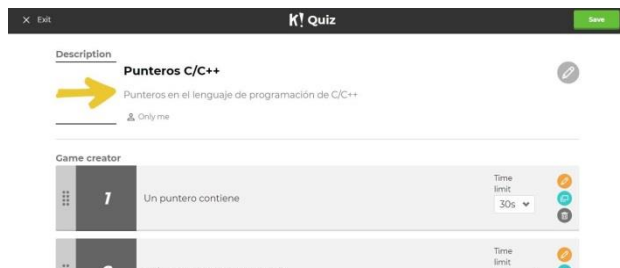 X Exit
K! Quiz
Save
Description
Punteros C/C++
Punteros en el lenguaje de programación de C/C++
Only me
Game creator
1
Un puntero contiene
Time
limit
30s
Time
limit